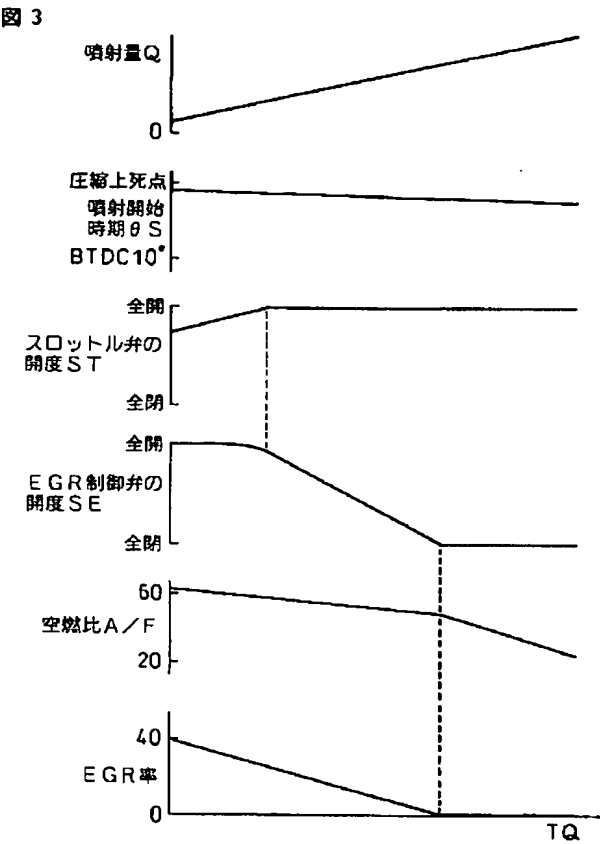 図 3
噴射量Q
0
圧縮上死点
噴射開始
時期θS
BTDC10°
全開
スロットル弁の
開度ST
全閉
全開
EGR制御弁の
開度SE
全閉
60
空燃比A/F
20
40
EGR率
0
TQ